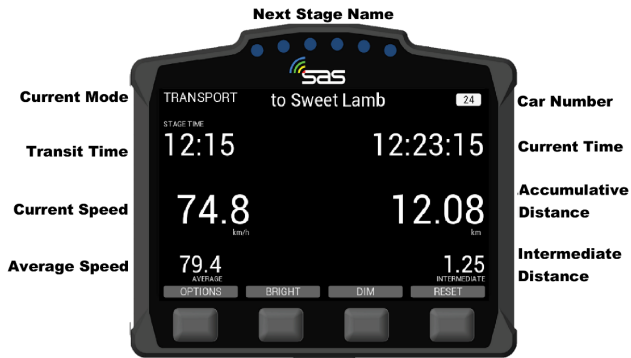 Next Stage Name
sas
Current Mode
TRANSPORT
to Sweet Lamb
24
Car Number
STAGE TIME
Transit Time
12:15
12:23:15
Current Time
Current Speed
74.8
km/h
12.08
km
Accumulative
Distance
Average Speed
79.4
AVERAGE
1.25
INTERMEDIATE
Intermediate
Distance
OPTIONS
BRIGHT
DIM
RESET